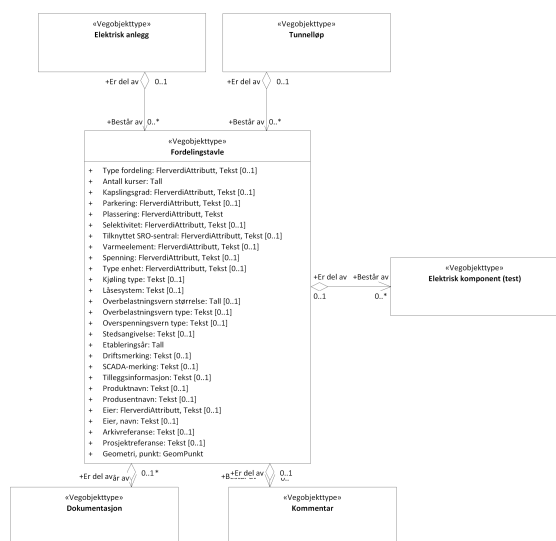 «Vegobjekttype»
Elektrisk anlegg
«Vegobjekttype»
Tunnelløp
+Er del av 0..1
+Er del av 0..1
+Består av 0..*
+Består av 0..*
«Vegobjekttype»
Fordelingstavle
+ Type fordeling: FlerverdiAttributt, Tekst [0..1]
+ Antall kurser: Tall
+ Kapslingsgrad: FlerverdiAttributt, Tekst [0..1]
+ Parkering: FlerverdiAttributt, Tekst [0..1]
+ Plassering: FlerverdiAttributt, Tekst
+ Selektivitet: FlerverdiAttributt, Tekst [0..1]
+ Tilknyttet SRO-sentral: FlerverdiAttributt, Tekst [0..1]
+ Varmeelement: FlerverdiAttributt, Tekst [0..1]
+ Spenning: FlerverdiAttributt, Tekst [0..1]
+ Type enhet: FlerverdiAttributt, Tekst [0..1]
+ Kjøling type: Tekst [0..1]
+ Låsesystem: Tekst [0..1]
+ Overbelastningsvern størrelse: Tall [0..1]
+ Overbelastningsvern type: Tekst [0..1]
+ Overspenningsvern type: Tekst [0..1]
+ Stedsangivelse: Tekst [0..1]
+ Etableringsår: Tall
+ Driftsmerking: Tekst [0..1]
+ SCADA-merking: Tekst [0..1]
+ Tilleggsinformasjon: Tekst [0..1]
+ Produktnavn: Tekst [0..1]
+ Produsentnavn: Tekst [0..1]
+ Eier: FlerverdiAttributt, Tekst [0..1]
+ Eier, navn: Tekst [0..1]
+ Arkivreferanse: Tekst [0..1]
+ Prosjektreferanse: Tekst [0..1]
+ Geometri, punkt: GeomPunkt
+Er del av +Består av
0..1 0..*
«Vegobjekttype»
Elektrisk komponent (test)
+Er del av 0..1*
+Er del av 0..1
«Vegobjekttype»
Dokumentasjon
«Vegobjekttype»
Kommentar